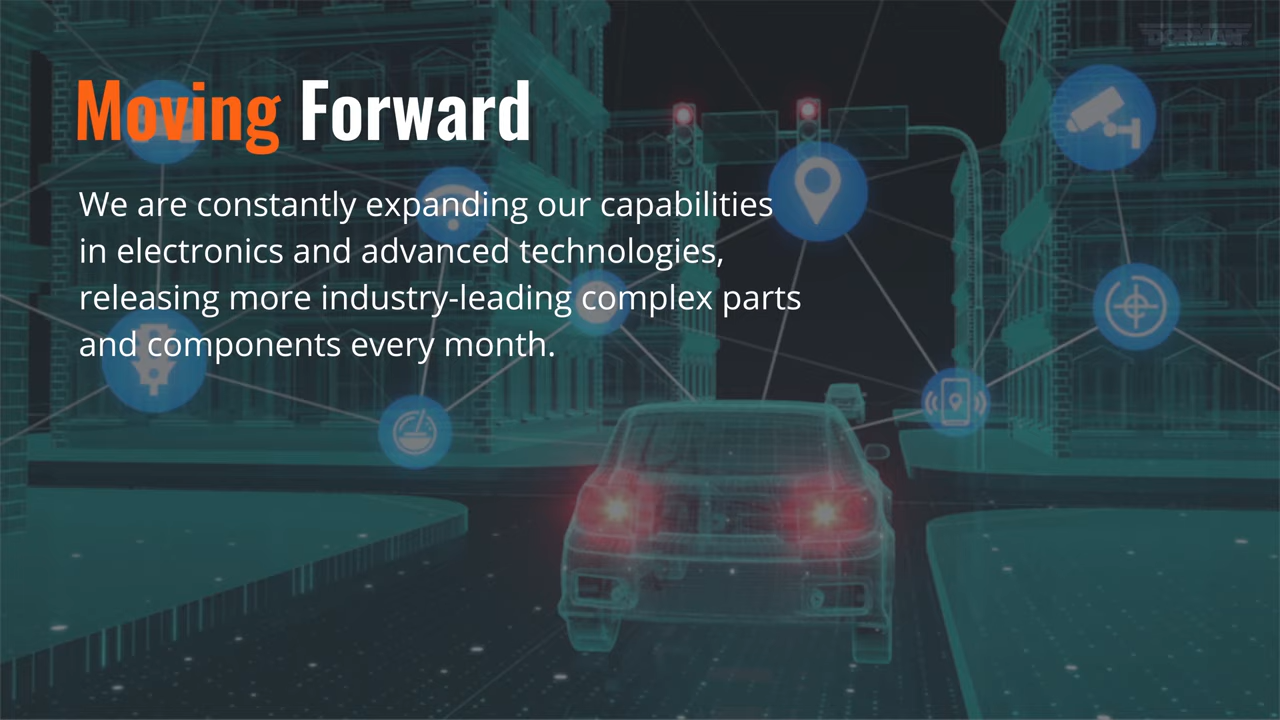 DORMAN
Moving Forward
We are constantly expanding our capabilities
in electronics and advanced technologies,
releasing more industry-leading complex parts
and components every month.